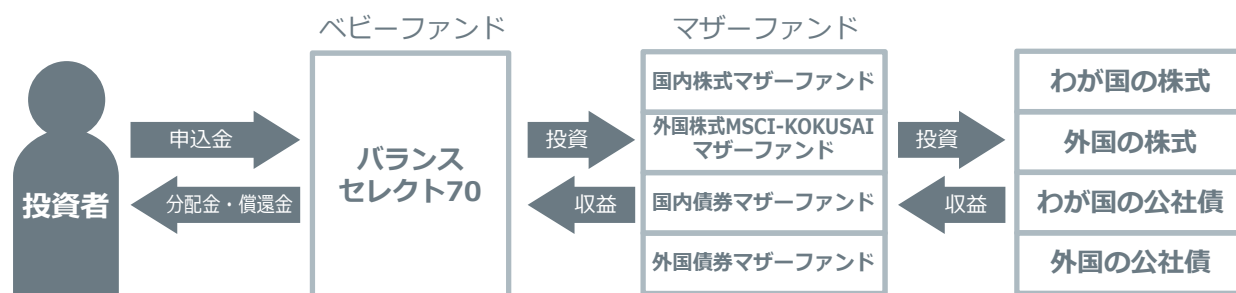 ベビーファンド
マザーファンド
投資者
申込金
分配金・償還金
バランス
セレクト70
投資
収益
国内株式マザーファンド
外国株式MSCI-KOKUSAI
マザーファンド
国内債券マザーファンド
外国債券マザーファンド
投資
収益
わが国の株式
外国の株式
わが国の公社債
外国の公社債